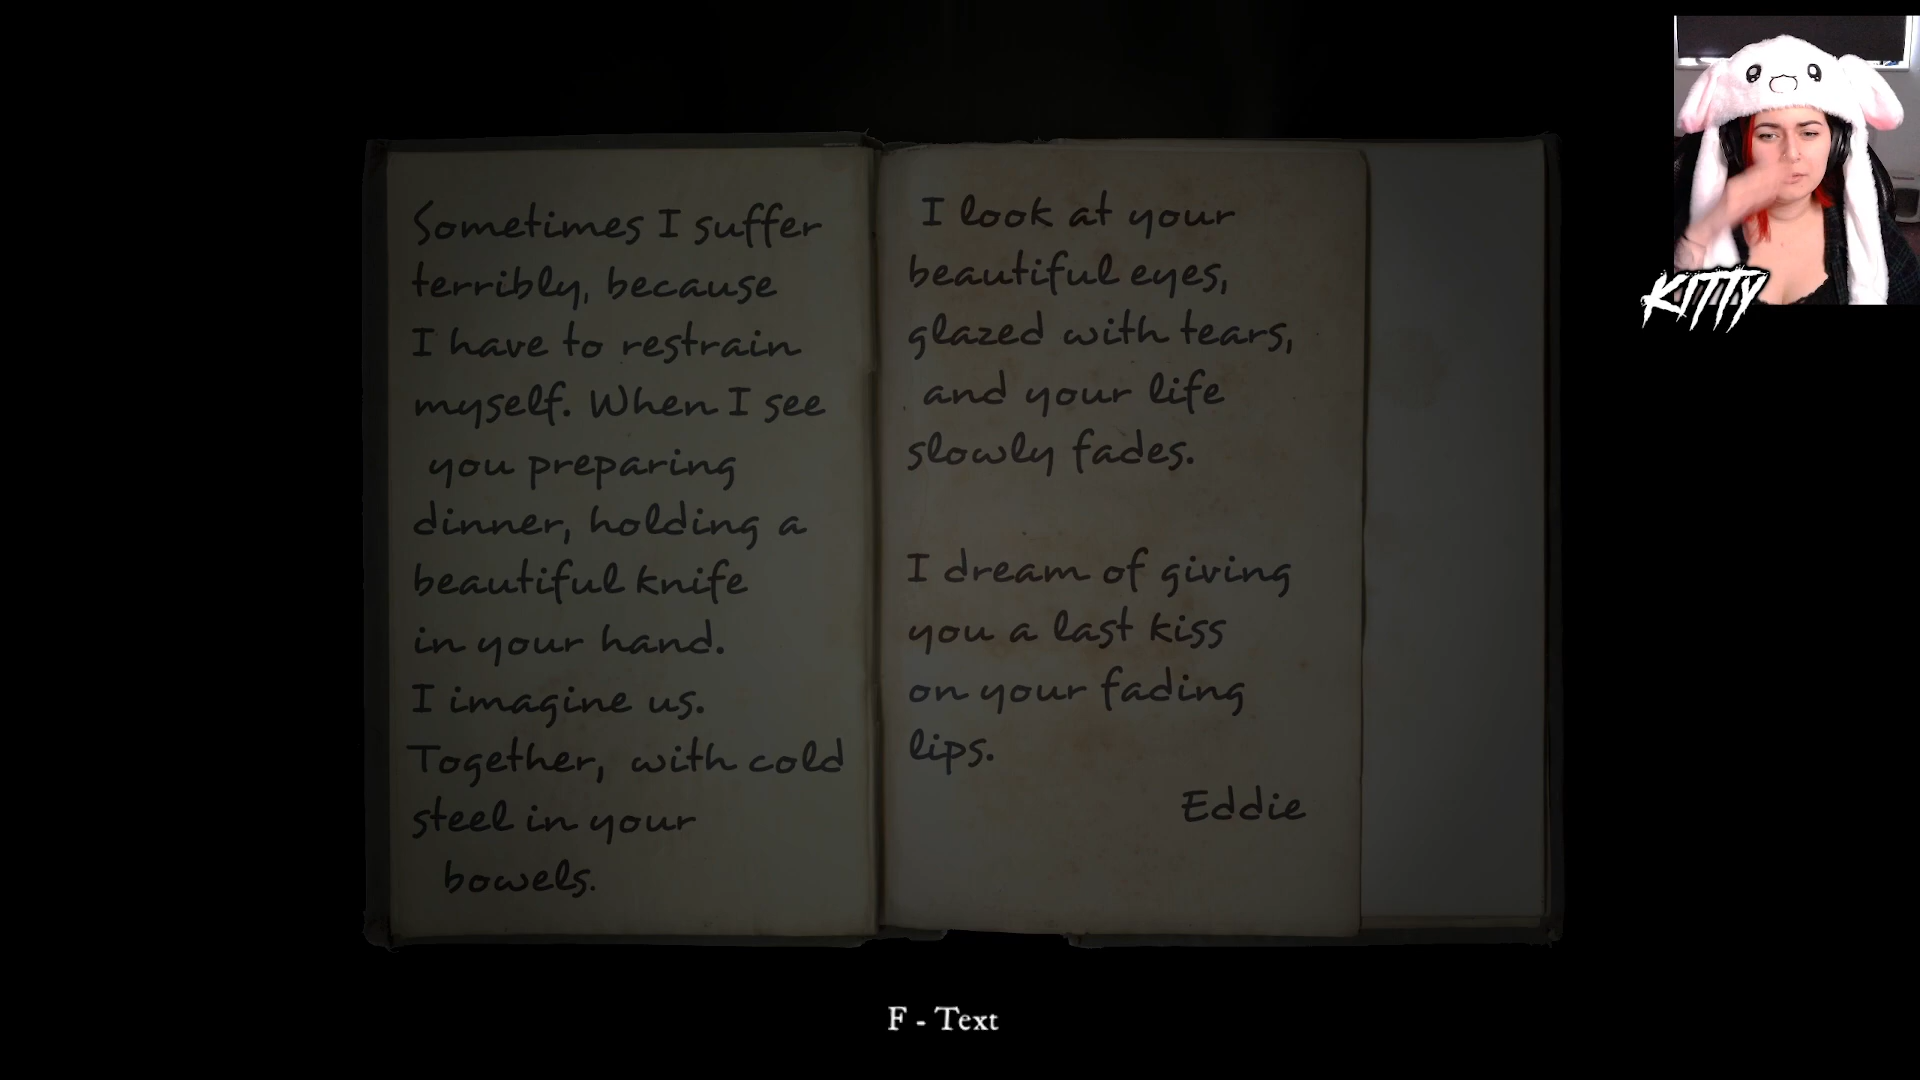 Sometimes I suffer
terribly, because
I have to restrain
myself. When I see
you preparing
dinner, holding a
beautiful knife
in your hand.
I imagine us.
Together, with cold
steel in your
bowels.
I look at your
beautiful eyes,
glazed with tears,
and your life
slowly fades.
I dream of giving
you a last kiss
on your fading
lips.
Eddie
KITTY
F - Text